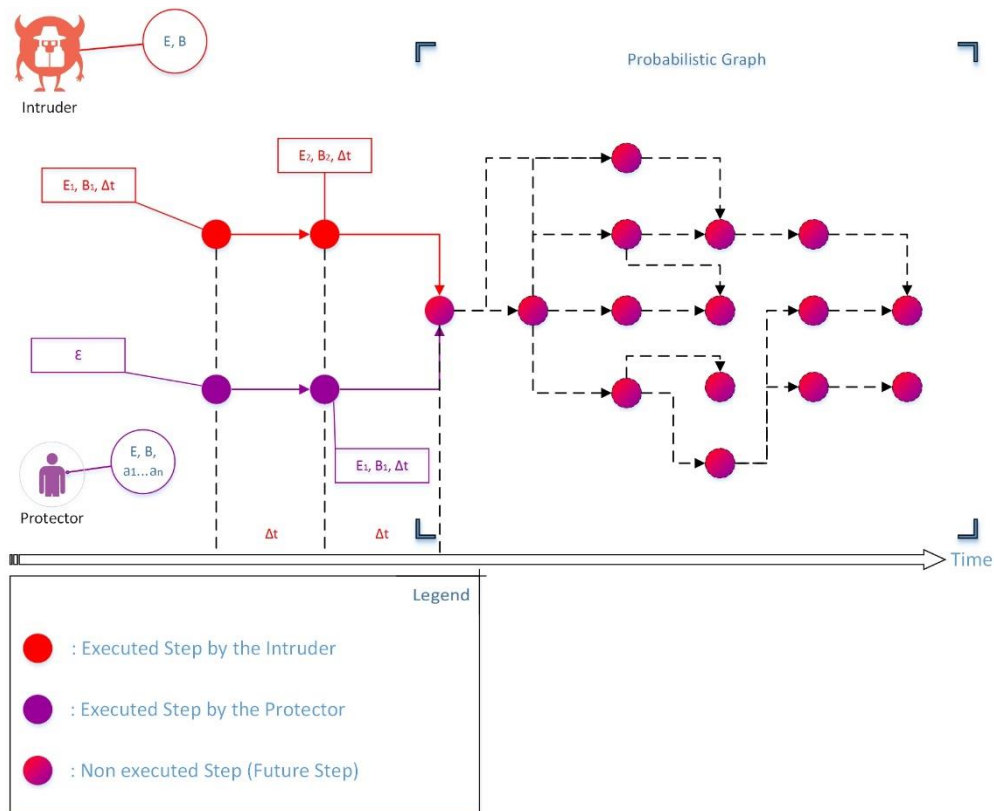 E, B
Probabilistic Graph
Intruder
E₂, B₂, Δt
E₁, B₁, Δt
ε
E, B,
a₁...aₙ
E₁, B₁, Δt
Protector
Δt
Δt
Time
Legend
: Executed Step by the Intruder
: Executed Step by the Protector
: Non executed Step (Future Step)